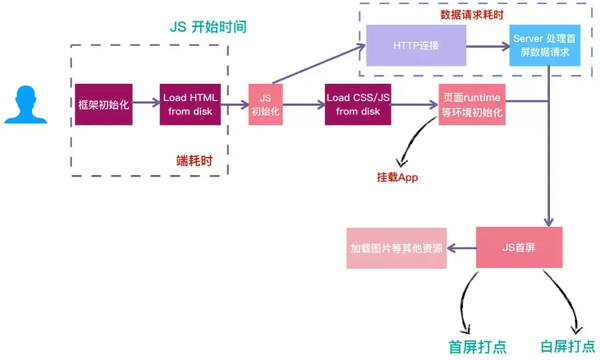 JS 开始时间
数据请求耗时
HTTP连接
Server 处理首
屏数据请求
框架初始化
Load HTML
from disk
JS
初始化
Load CSS/JS
from disk
页面runtime
等环境初始化
端耗时
挂载App
加载图片等其他资源
JS首屏
首屏打点
白屏打点